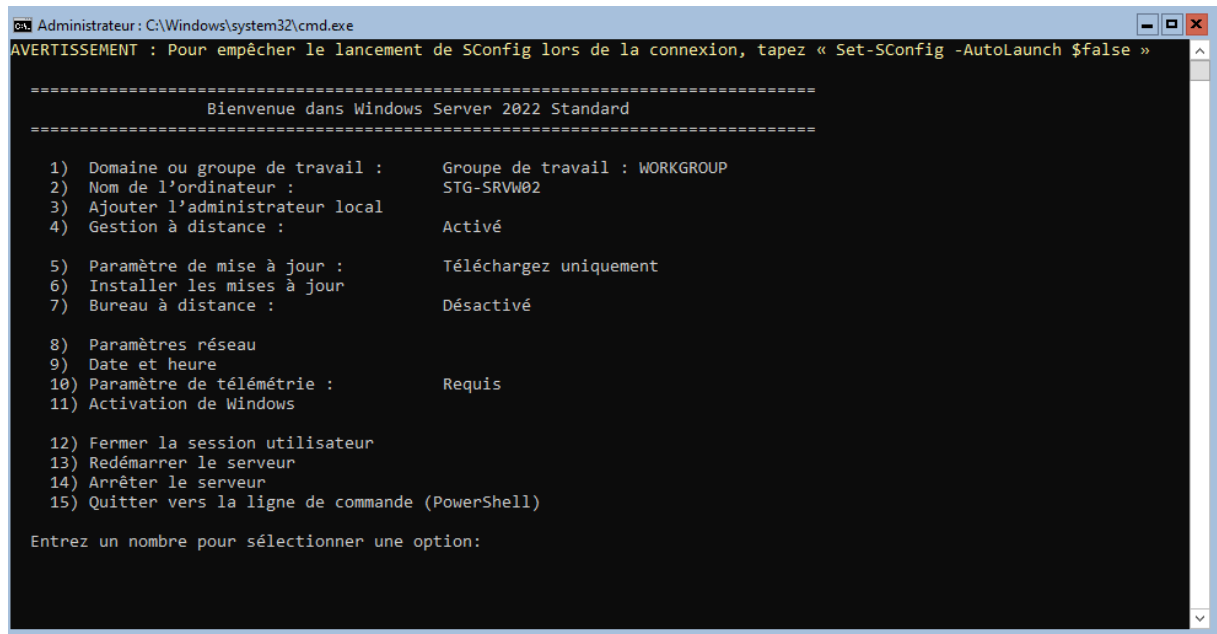 Administrateur : C:\Windows\system32\cmd.exe
AVERTISSEMENT : Pour empêcher le lancement de SConfig lors de la connexion, tapez « Set-SConfig -AutoLaunch $false »
================================================================================
Bienvenue dans Windows Server 2022 Standard
================================================================================
1) Domaine ou groupe de travail : Groupe de travail : WORKGROUP
2) Nom de l’ordinateur : STG-SRVW02
3) Ajouter l’administrateur local
4) Gestion à distance : Activé
5) Paramètre de mise à jour : Téléchargez uniquement
6) Installer les mises à jour
7) Bureau à distance : Désactivé
8) Paramètres réseau
9) Date et heure
10) Paramètre de télémétrie : Requis
11) Activation de Windows
12) Fermer la session utilisateur
13) Redémarrer le serveur
14) Arrêter le serveur
15) Quitter vers la ligne de commande (PowerShell)
Entrez un nombre pour sélectionner une option: